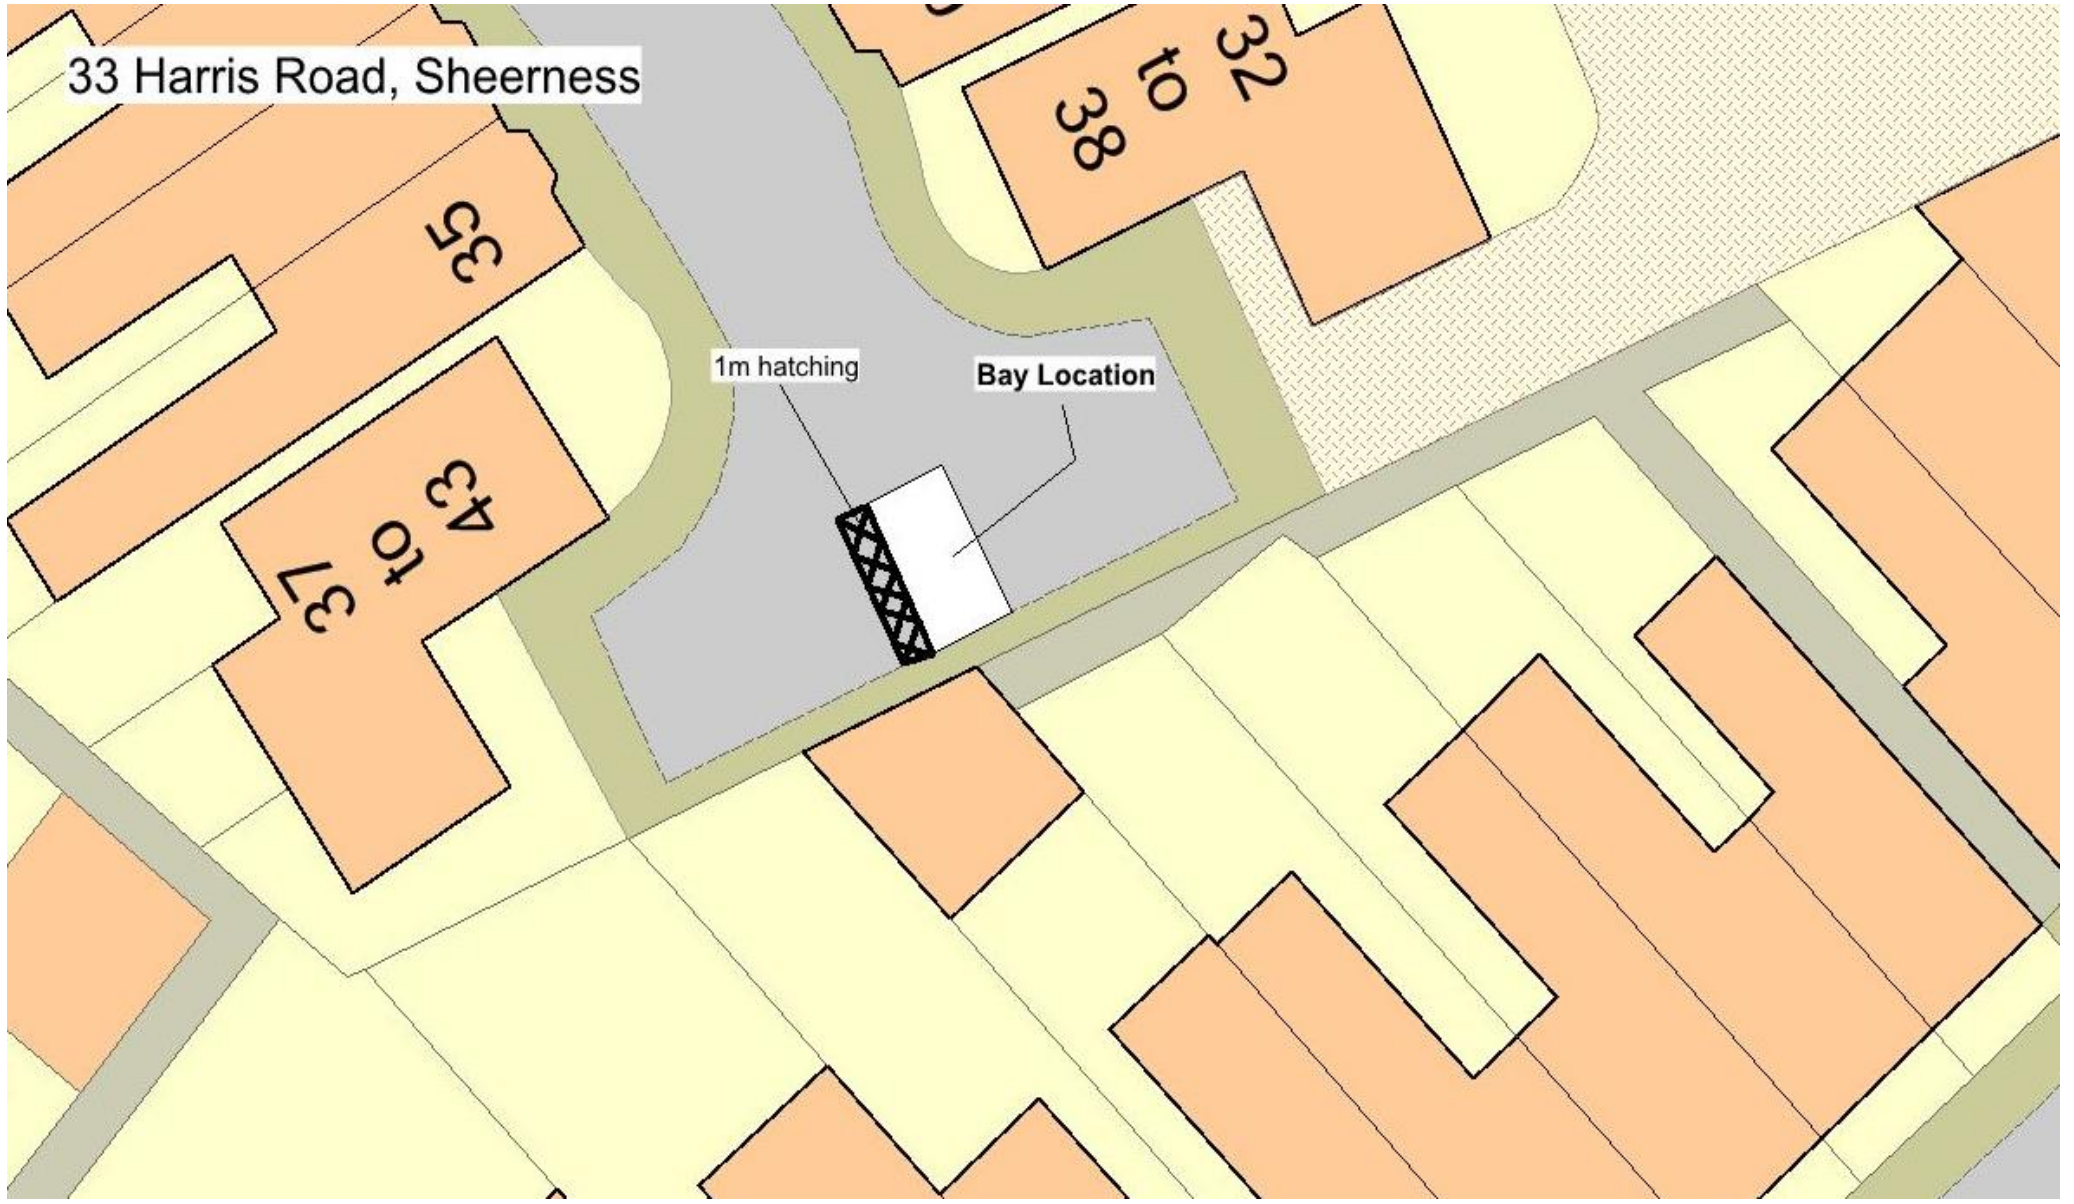 33 Harris Road, Sheerness
38 to 32
35
1m hatching
Bay Location
37 to 43